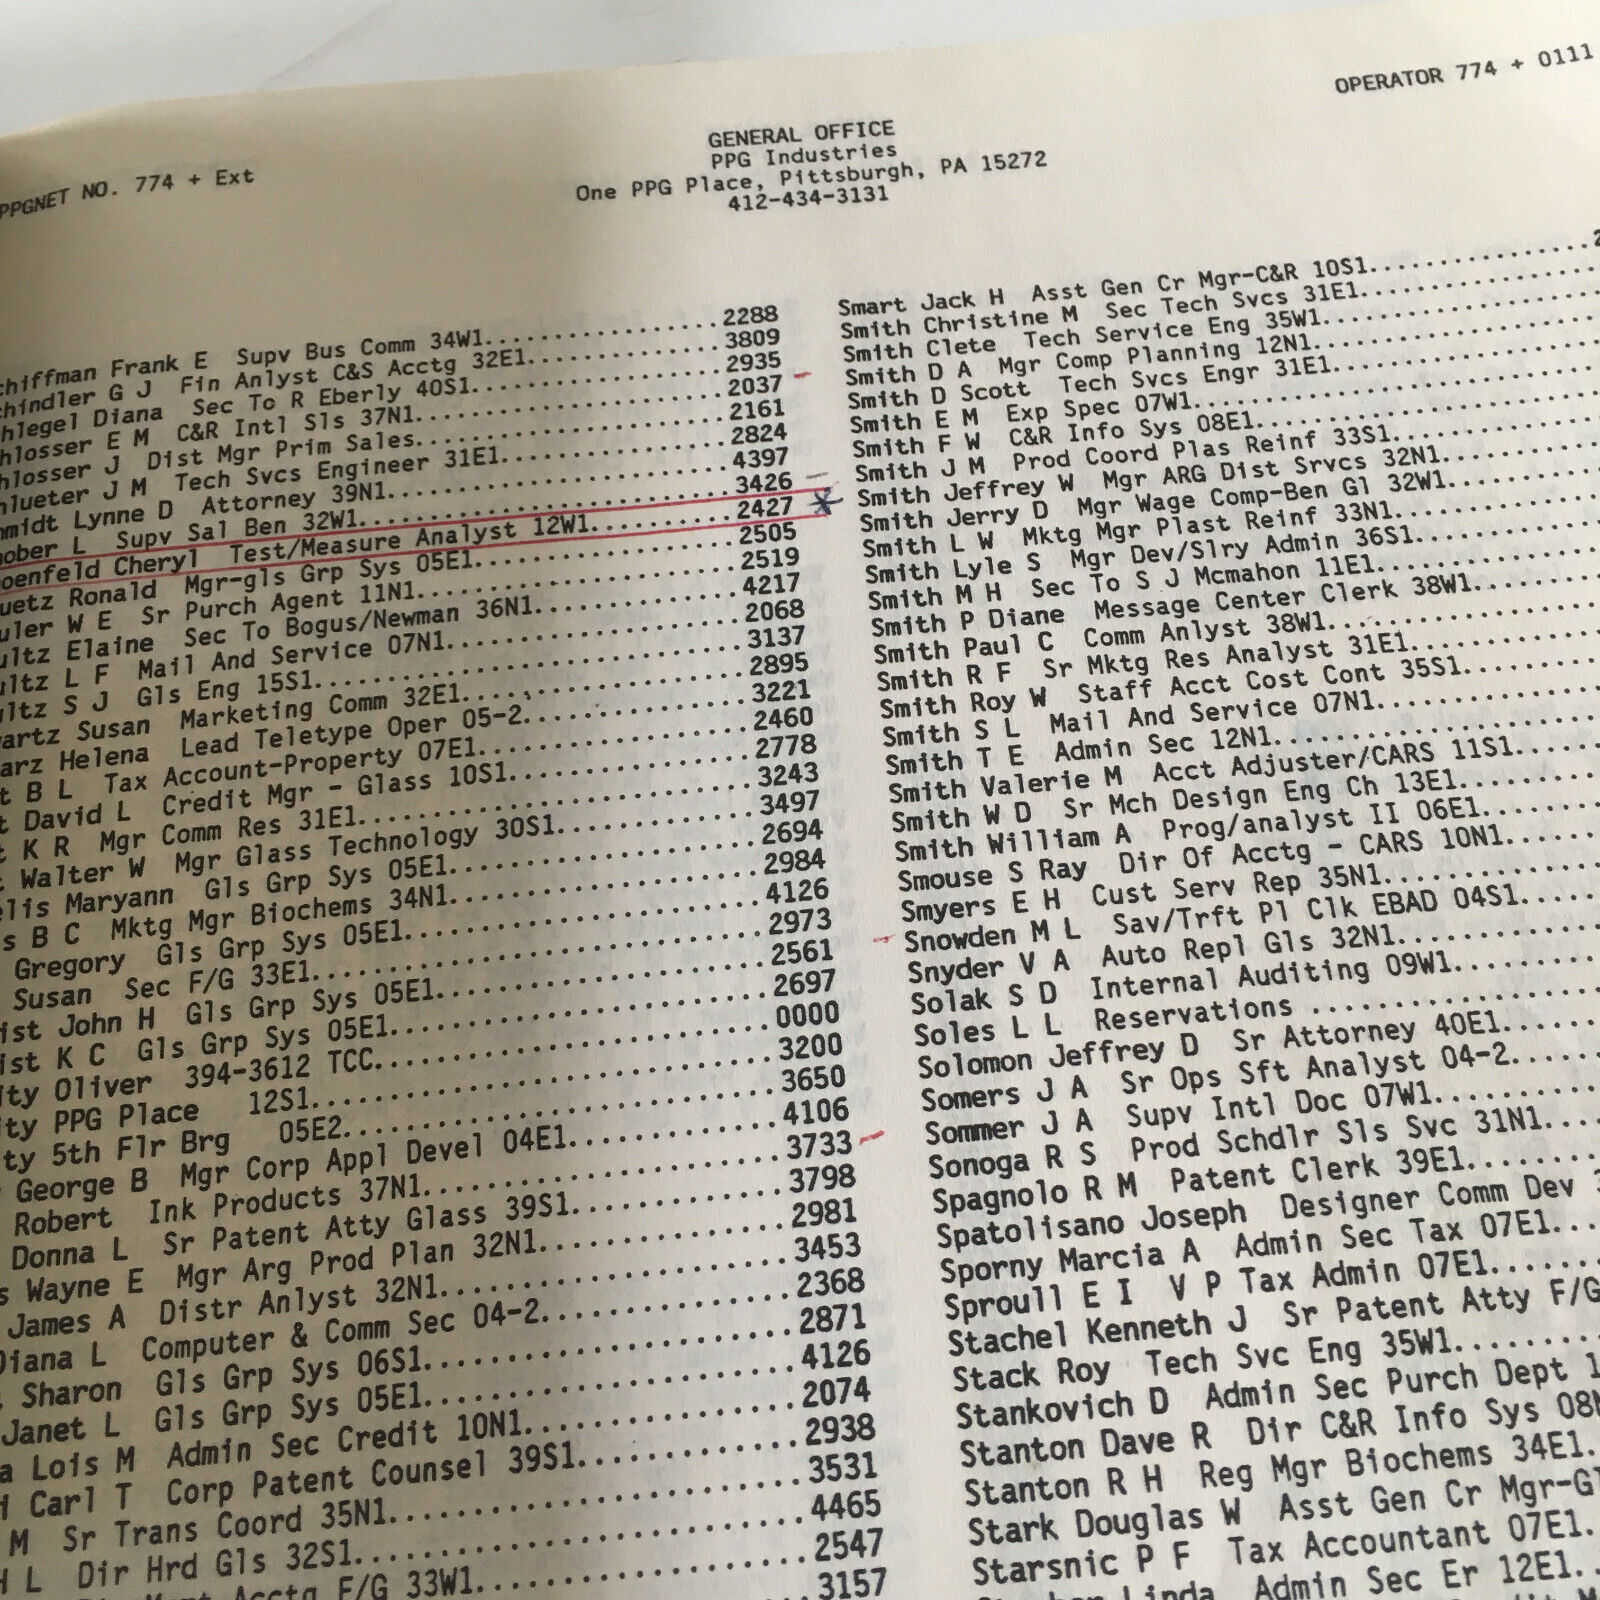 PPGNET NO. 774 + Ext
GENERAL OFFICE
PPG Industries
One PPG Place, Pittsburgh, PA 15272
412-434-3131
OPERATOR 774 + 0111
chiffman Frank E Supv Bus Comm 34W1..........2288
hindler G J Fin Anlyst C&S Acctg 32E1..........3809
hlegel Diana Sec To R Eberly 40S1..........2935
hlosser E M C&R Intl Sls 37N1..........2037
hlosser J Dist Mgr Prim Sales..........2161
hlueter J M Tech Svcs Engineer 31E1..........2824
hmidt Lynne D Attorney 39N1..........4397
hober L Supv Sal Ben 32W1..........3426
oenfeld Cheryl Test/Measure Analyst 12W1..........2427 *
uetz Ronald Mgr-gls Grp Sys 05E1..........2505
uler W E Sr Purch Agent 11N1..........2519
ultz Elaine Sec To Bogus/Newman 36N1..........4217
ultz L F Mail And Service 07N1..........2068
ultz S J Gls Eng 15S1..........3137
wartz Susan Marketing Comm 32E1..........2895
arz Helena Lead Teletype Oper 05-2..........3221
t B L Tax Account-Property 07E1..........2460
t David L Credit Mgr - Glass 10S1..........2778
t K R Mgr Comm Res 31E1..........3243
t Walter W Mgr Glass Technology 30S1..........3497
elis Maryann Gls Grp Sys 05E1..........2694
s B C Mktg Mgr Biochems 34N1..........2984
Gregory Gls Grp Sys 05E1..........4126
Susan Sec F/G 33E1..........2973
ist John H Gls Grp Sys 05E1..........2561
ist K C Gls Grp Sys 05E1..........2697
ity Oliver 394-3612 TCC..........0000
ity PPG Place 12S1..........3200
ty 5th Flr Brg 05E2..........3650
George B Mgr Corp Appl Devel 04E1..........4106
Robert Ink Products 37N1..........3733
Donna L Sr Patent Atty Glass 39S1..........3798
s Wayne E Mgr Arg Prod Plan 32N1..........2981
James A Distr Anlyst 32N1..........3453
Diana L Computer & Comm Sec 04-2..........2368
Sharon Gls Grp Sys 06S1..........2871
Janet L Gls Grp Sys 05E1..........4126
a Lois M Admin Sec Credit 10N1..........2074
Carl T Corp Patent Counsel 39S1..........2938
M Sr Trans Coord 35N1..........3531
H L Dir Hrd Gls 32S1..........4465
Acctg F/G 33W1..........2547
3157
Smart Jack H Asst Gen Cr Mgr-C&R 10S1..........2
Smith Christine M Sec Tech Svcs 31E1..........
Smith Clete Tech Service Eng 35W1..........
Smith D A Mgr Comp Planning 12N1..........
Smith D Scott Tech Svcs Engr 31E1..........
Smith E M Exp Spec 07W1..........
Smith F W C&R Info Sys 08E1..........
Smith J M Prod Coord Plas Reinf 33S1..........
Smith Jeffrey W Mgr ARG Dist Srvcs 32N1..........
Smith Jerry D Mgr Wage Comp-Ben Gl 32W1..........
Smith L W Mktg Mgr Plast Reinf 33N1..........
Smith Lyle S Mgr Dev/Slry Admin 36S1..........
Smith M H Sec To S J Mcmahon 11E1..........
Smith P Diane Message Center Clerk 38W1..........
Smith Paul C Comm Anlyst 38W1..........
Smith R F Sr Mktg Res Analyst 31E1..........
Smith Roy W Staff Acct Cost Cont 35S1..........
Smith S L Mail And Service 07N1..........
Smith T E Admin Sec 12N1..........
Smith Valerie M Acct Adjuster/CARS 11S1..........
Smith W D Sr Mch Design Eng Ch 13E1..........
Smith William A Prog/analyst II 06E1..........
Smouse S Ray Dir Of Acctg - CARS 10N1..........
Smyers E H Cust Serv Rep 35N1..........
Snowden M L Sav/Trft Pl Clk EBAD 04S1..........
Snyder V A Auto Repl Gls 32N1..........
Solak S D Internal Auditing 09W1..........
Soles L L Reservations ..........
Solomon Jeffrey D Sr Attorney 40E1..........
Somers J A Sr Ops Sft Analyst 04-2..........
Sommer J A Supv Intl Doc 07W1..........
Sonoga R S Prod Schdlr Sls Svc 31N1..........
Spagnolo R M Patent Clerk 39E1..........
Spatolisano Joseph Designer Comm Dev
Sporny Marcia A Admin Sec Tax 07E1..........
Sproull E I V P Tax Admin 07E1..........
Stachel Kenneth J Sr Patent Atty F/G
Stack Roy Tech Svc Eng 35W1..........
Stankovich D Admin Sec Purch Dept 1
Stanton Dave R Dir C&R Info Sys 08N
Stanton R H Reg Mgr Biochems 34E1.
Stark Douglas W Asst Gen Cr Mgr-Gl
Starsnic P F Tax Accountant 07E1.
Linda Admin Sec Er 12E1..